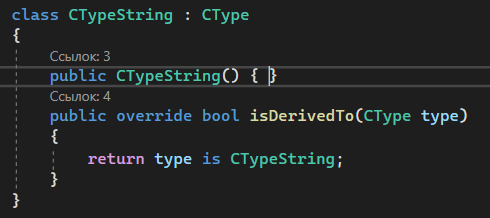 class CTypeString : CType
{
Ссылок: 3
public CTypeString() { }
Ссылок: 4
public override bool isDerivedTo(CType type)
{
return type is CTypeString;
}
}